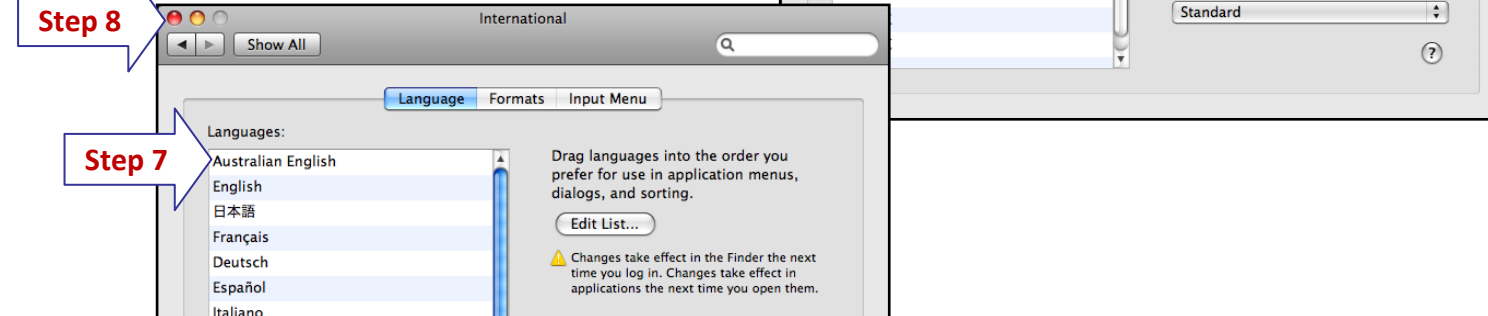 Step 8
International
Standard
Show All
?
Language Formats Input Menu
Languages:
Step 7
Australian English
English
日本語
Français
Deutsch
Español
Italiano
Drag languages into the order you
prefer for use in application menus,
dialogs, and sorting.
Edit List...
Changes take effect in the Finder the next
time you log in. Changes take effect in
applications the next time you open them.